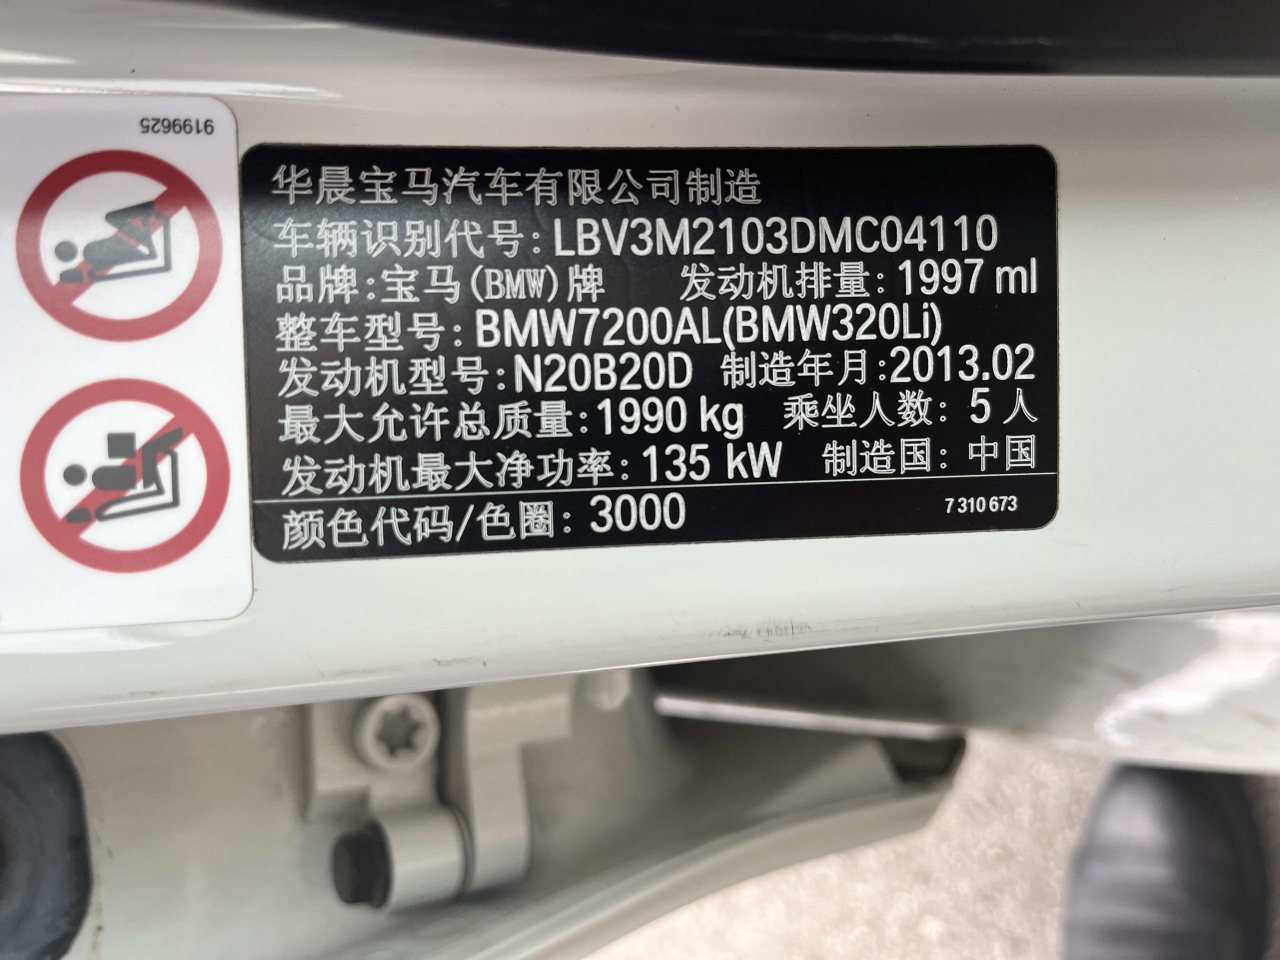 9199625
华晨宝马汽车有限公司制造
车辆识别代号:LBV3M2103DMC04110
品牌:宝马(BMW)牌 发动机排量:1997 ml
整车型号:BMW7200AL(BMW320Li)
发动机型号:N20B20D 制造年月:2013.02
最大允许总质量:1990 kg 乘坐人数:5 人
发动机最大净功率:135 kW 制造国:中国
颜色代码/色圈:3000 7 310 673